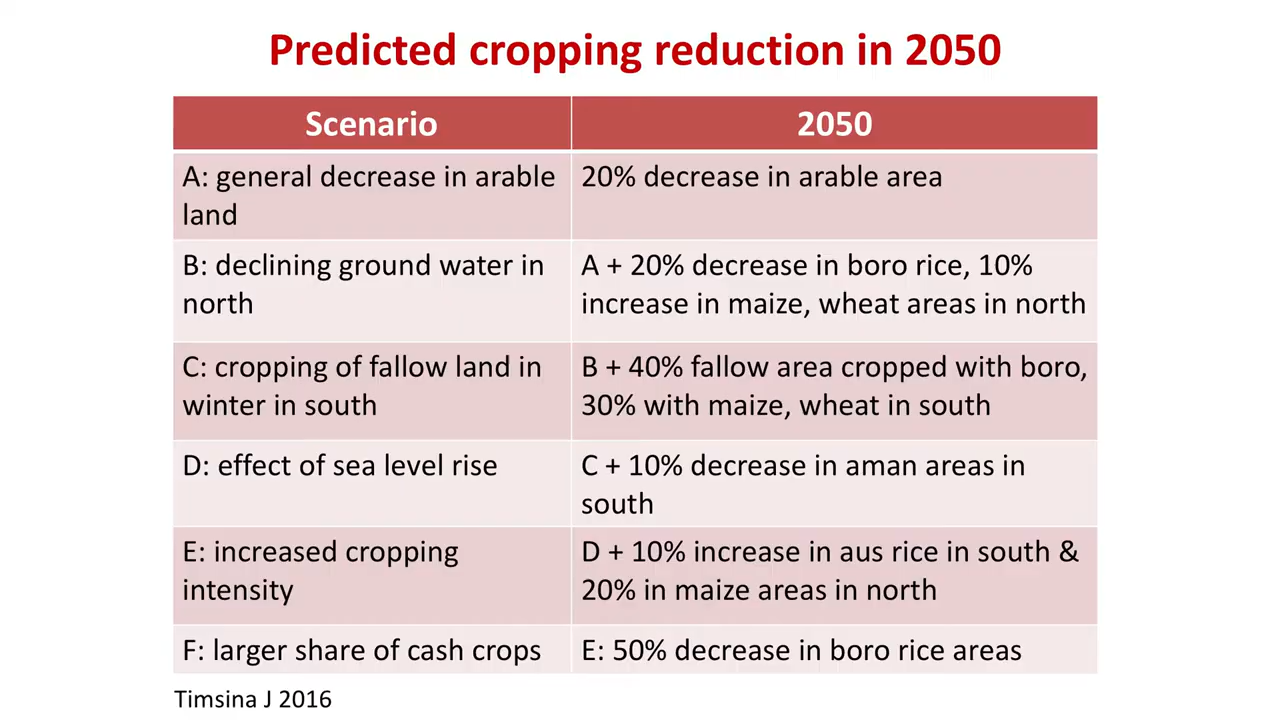 Predicted cropping reduction in 2050
Scenario
2050
A: general decrease in arable
land
20% decrease in arable area
B: declining ground water in
north
A + 20% decrease in boro rice, 10%
increase in maize, wheat areas in north
C: cropping of fallow land in
winter in south
B + 40% fallow area cropped with boro,
30% with maize, wheat in south
D: effect of sea level rise
C + 10% decrease in aman areas in
south
E: increased cropping
intensity
D + 10% increase in aus rice in south &
20% in maize areas in north
F: larger share of cash crops
E: 50% decrease in boro rice areas
Timsina J 2016